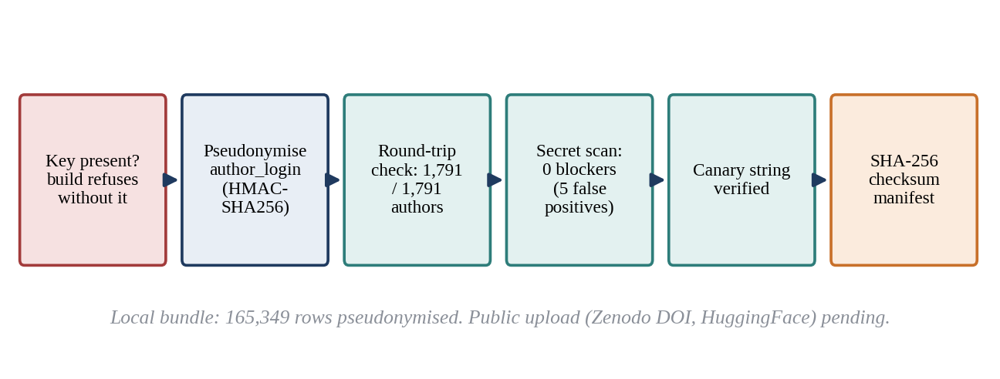 Key present?
build refuses
without it
Pseudonymise
author_login
(HMAC-
SHA256)
Round-trip
check: 1,791
/ 1,791
authors
Secret scan:
0 blockers
(5 false
positives)
Canary string
verified
SHA-256
checksum
manifest
Local bundle: 165,349 rows pseudonymised. Public upload (Zenodo DOI, HuggingFace) pending.